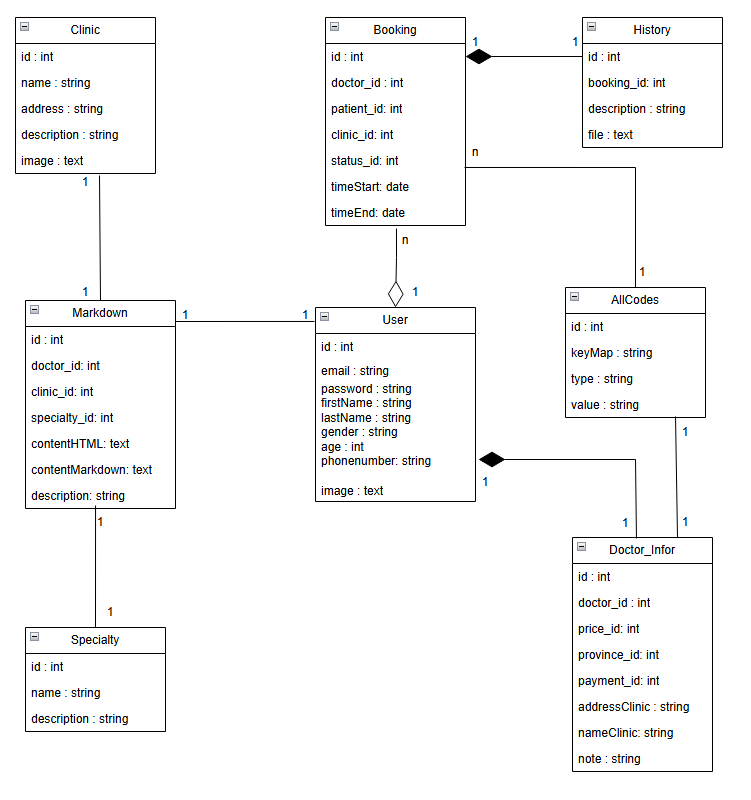 Clinic
id : int
name : string
address : string
description : string
image : text
1
Booking
id : int
doctor_id : int
patient_id: int
clinic_id: int
status_id: int
timeStart: date
timeEnd: date
1
1
n
n
History
id : int
booking_id: int
description : string
file : text
1
1
Markdown
id : int
doctor_id: int
clinic_id: int
specialty_id: int
contentHTML: text
contentMarkdown: text
description: string
1
1
1
User
id : int
email : string
password : string
firstName : string
lastName : string
gender : string
age : int
phonenumber: string
image : text
1
1
AllCodes
id : int
keyMap : string
type : string
value : string
1
1
1
1
Specialty
id : int
name : string
description : string
Doctor_Infor
id : int
doctor_id : int
price_id: int
province_id: int
payment_id: int
addressClinic : string
nameClinic: string
note : string